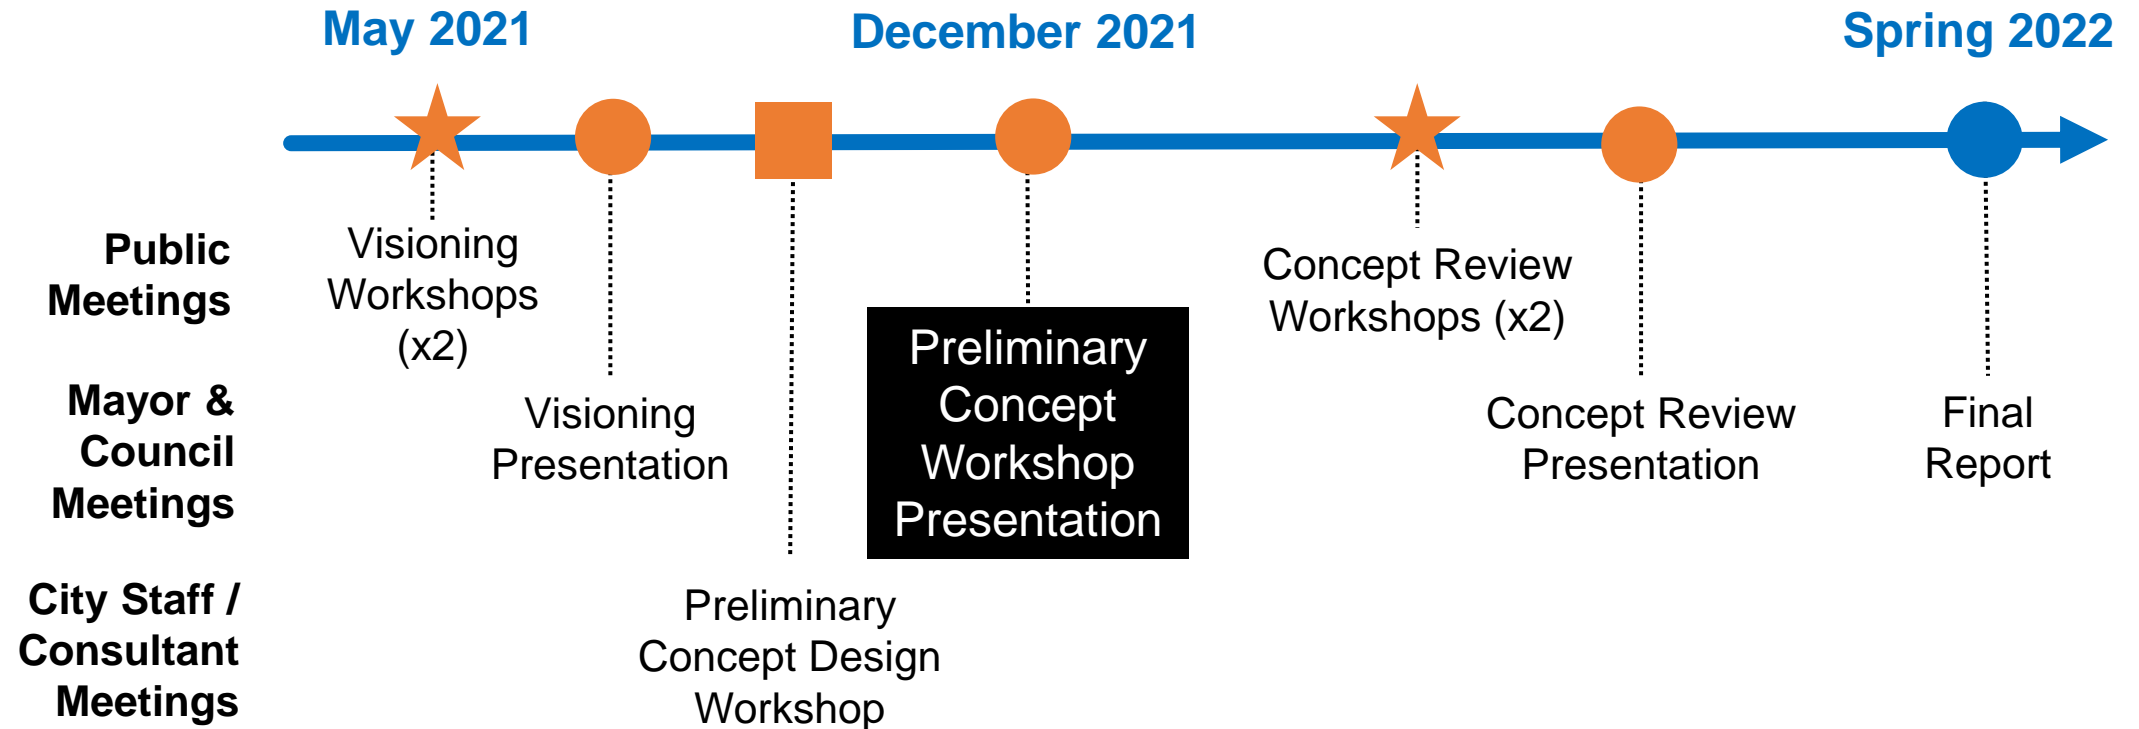 May 2021
December 2021
Spring 2022
Public
Meetings
Visioning
Workshops
(x2)
Concept Review
Workshops (x2)
Mayor &
Council
Meetings
Visioning
Presentation
Preliminary
Concept
Workshop
Presentation
Concept Review
Presentation
Final
Report
City Staff /
Consultant
Meetings
Preliminary
Concept Design
Workshop